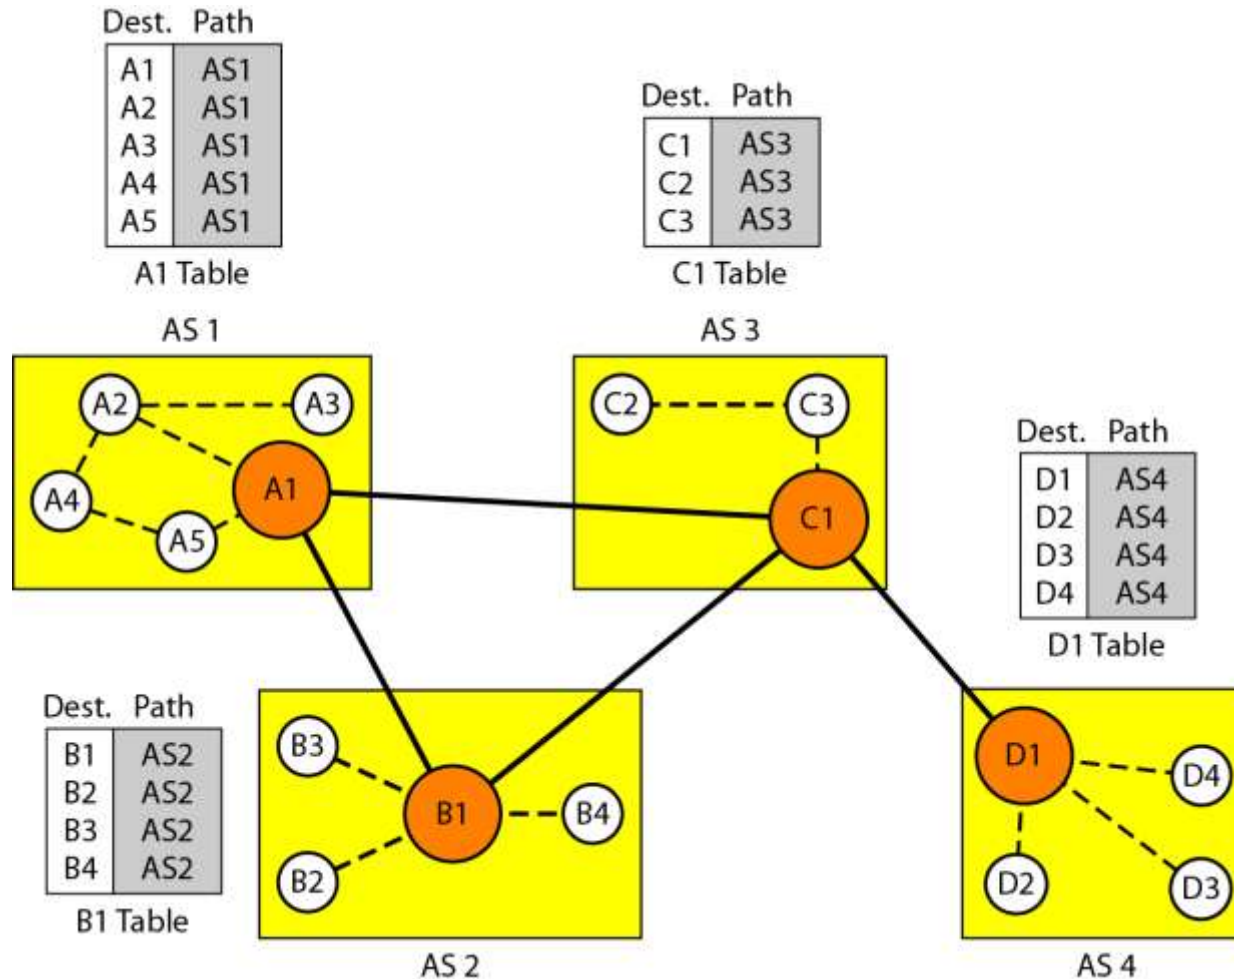 Dest. Path
A1 AS1
A2 AS1
A3 AS1
A4 AS1
A5 AS1
A1 Table
Dest. Path
C1 AS3
C2 AS3
C3 AS3
C1 Table
AS 1
AS 3
A2
A3
A4
A1
A5
C2
C3
C1
Dest. Path
D1 AS4
D2 AS4
D3 AS4
D4 AS4
D1 Table
Dest. Path
B1 AS2
B2 AS2
B3 AS2
B4 AS2
B1 Table
B3
B1
B4
B2
AS 2
D1
D4
D2
D3
AS 4